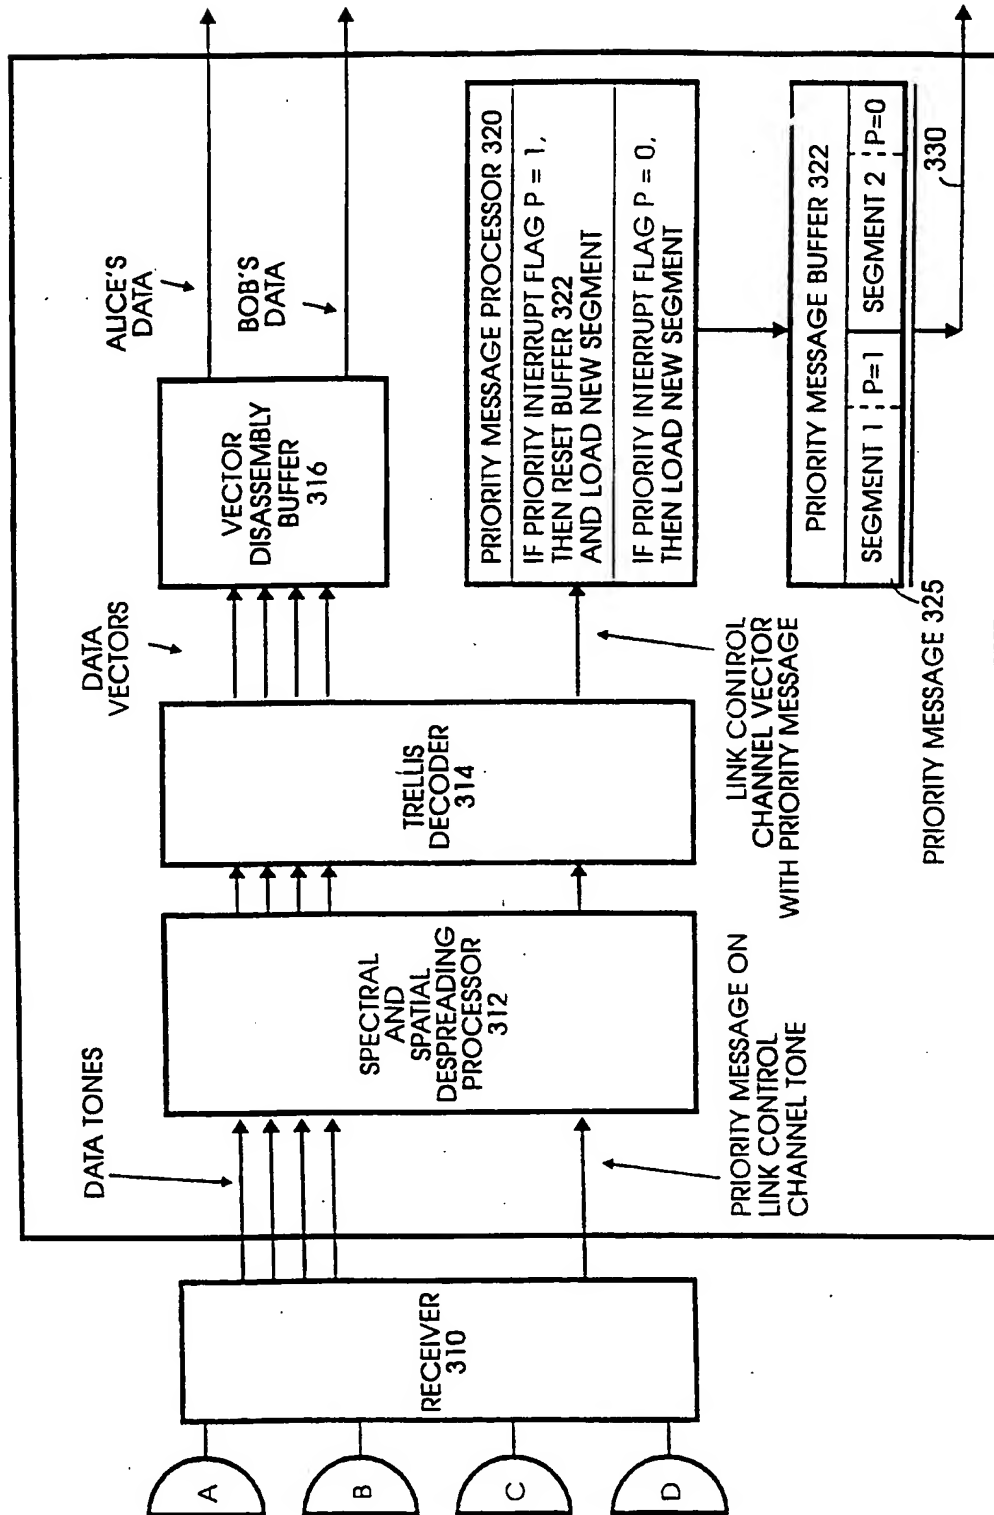 A
B
C
D
RECEIVER
310
DATA TONES
PRIORITY MESSAGE ON
LINK CONTROL
CHANNEL TONE
SPECTRAL
AND
SPATIAL
DESPREADING
PROCESSOR
312
TRELLIS
DECODER
314
DATA
VECTORS
LINK CONTROL
CHANNEL VECTOR
WITH PRIORITY MESSAGE
VECTOR
DISASSEMBLY
BUFFER
316
ALICE'S
DATA
BOB'S
DATA
PRIORITY MESSAGE PROCESSOR 320
IF PRIORITY INTERRUPT FLAG P = 1,
THEN RESET BUFFER 322
AND LOAD NEW SEGMENT
IF PRIORITY INTERRUPT FLAG P = 0,
THEN LOAD NEW SEGMENT
PRIORITY MESSAGE BUFFER 322
SEGMENT 1 P=1 SEGMENT 2 P=0
PRIORITY MESSAGE 325
330